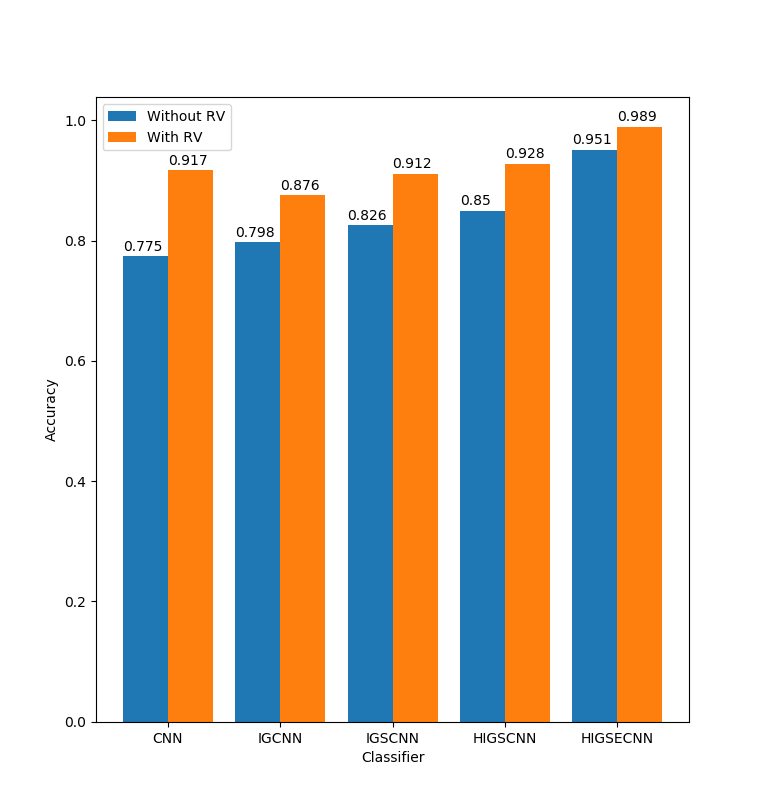 Without RV
With RV
0.775
0.917
0.798
0.876
0.826
0.912
0.85
0.928
0.951
0.989
1.0
0.8
0.6
0.4
0.2
0.0
Accuracy
CNN
IGCNN
IGSCNN
HIGSCNN
HIGSECNN
Classifier